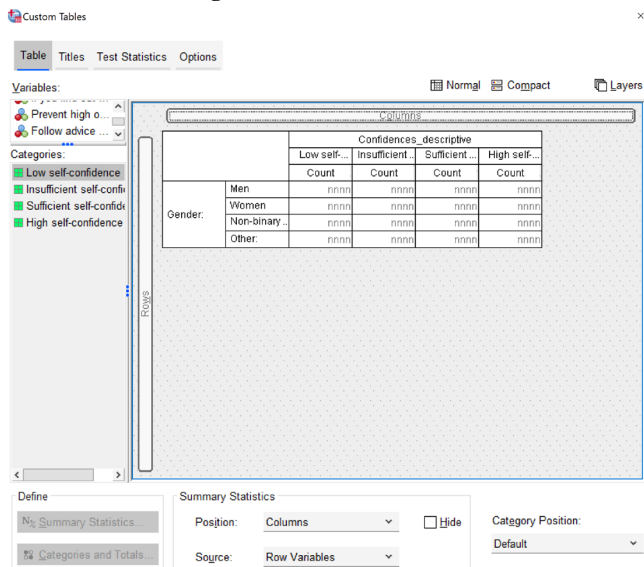 Custom Tables
Table Titles Test Statistics Options
Variables: Normal Compact Layers
Prevent high o...
Follow advice ...
Categories:
Low self-confidence
Insufficient self-confi
Sufficient self-confide
High self-confidence
Columns
Rows
Confidences_descriptive
Low self-... Insufficient .. Sufficient .. High self-...
Count Count Count Count
Gender:
Men nnnn nnnn nnnn nnnn
Women nnnn nnnn nnnn nnnn
Non-binary .. nnnn nnnn nnnn nnnn
Other: nnnn nnnn nnnn nnnn
Define
N% Summary Statistics...
Categories and Totals...
Summary Statistics
Position: Columns Hide
Source: Row Variables
Category Position:
Default